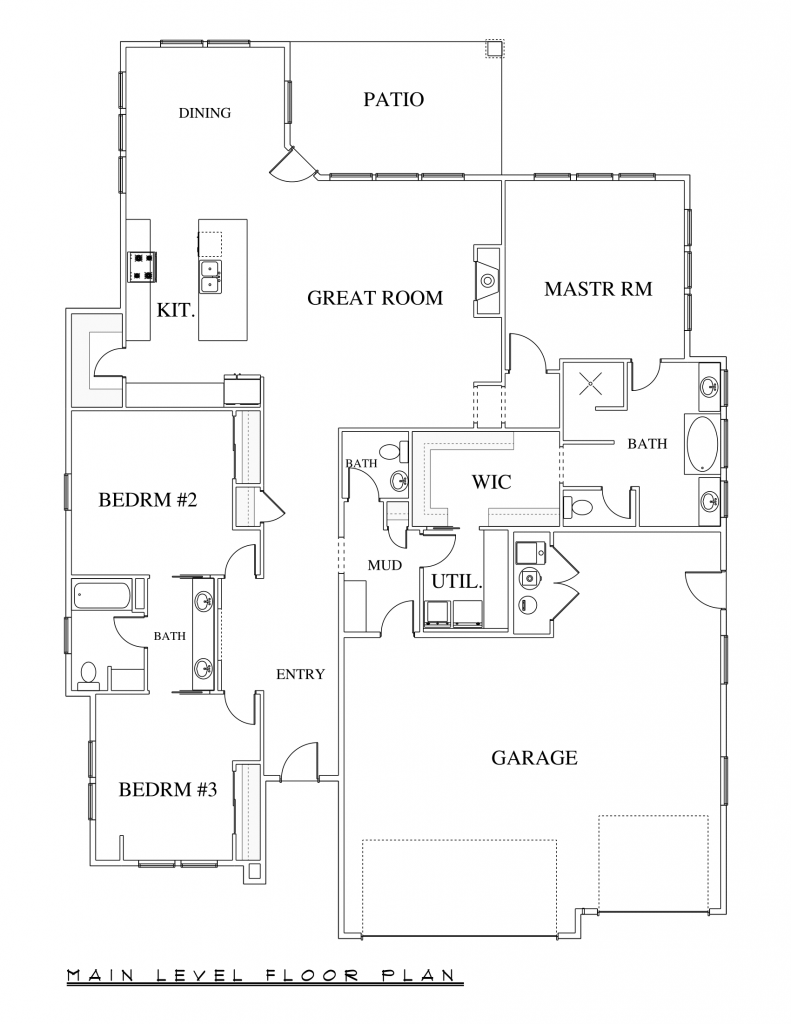 PATIO
DINING
MASTR RM
GREAT ROOM
KIT.
BATH
BATH
WIC
BEDRM #2
MUD
UTIL.
BATH
ENTRY
GARAGE
BEDRM #3
MAIN LEVEL FLOOR PLAN